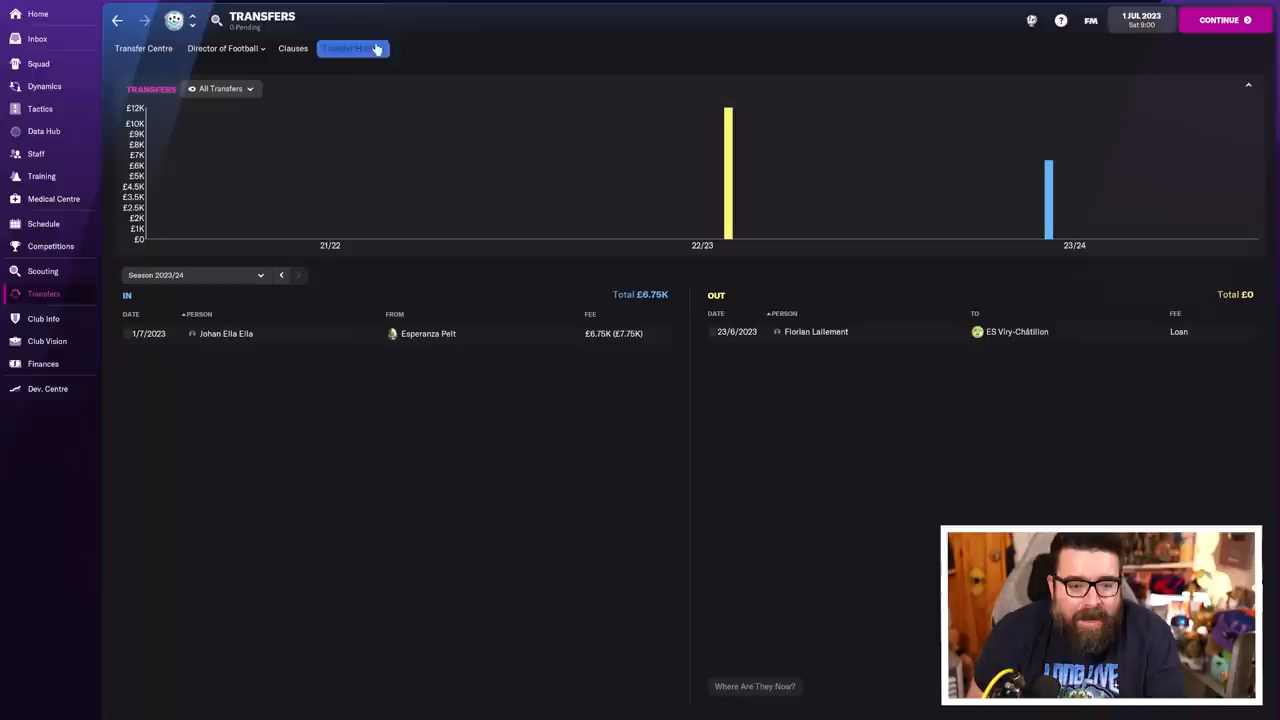 Home
Inbox
Squad
Dynamics
Tactics
Data Hub
Staff
Training
Medical Centre
Schedule
Competitions
Scouting
Transfers
Club Info
Club Vision
Finances
Dev. Centre
TRANSFERS
0 Pending
FM
1 JUL 2023
Sat 9:00
CONTINUE
Transfer Centre
Director of Football
Clauses
Transfer
TRANSFERS
All Transfers
£12K
£10K
£9K
£8K
£7K
£6K
£5K
£4.5K
£3.5K
£2.5K
£2K
£1K
£0
21/22
22/23
23/24
Season 2023/24
IN
Total £6.75K
DATE PERSON FROM FEE
1/7/2023 Johan Ella Ella Esperanza Pelt £6.75K (£7.75K)
OUT
Total £0
DATE PERSON TO FEE
23/6/2023 Florian Lallement ES Viry-Châtillon Loan
Where Are They Now?
LONG LIVE